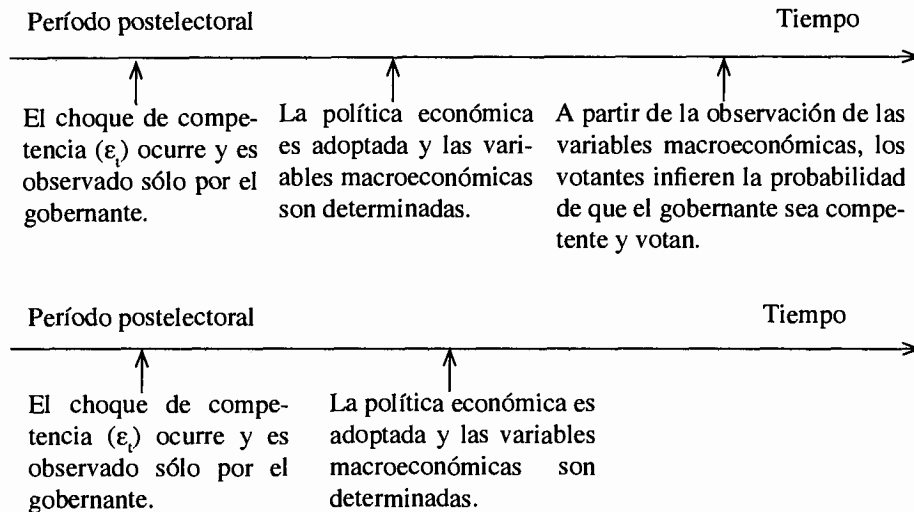 Período postelectoral Tiempo
El choque de compe-
tencia (εt) ocurre y es
observado sólo por el
gobernante.
La política económica
es adoptada y las vari-
ables macroeconómicas
son determinadas.
A partir de la observación de las
variables macroeconómicas, los
votantes infieren la probabilidad
de que el gobernante sea compe-
tente y votan.
Período postelectoral Tiempo
El choque de compe-
tencia (εt) ocurre y es
observado sólo por el
gobernante.
La política económica es
adoptada y las variables
macroeconómicas son
determinadas.